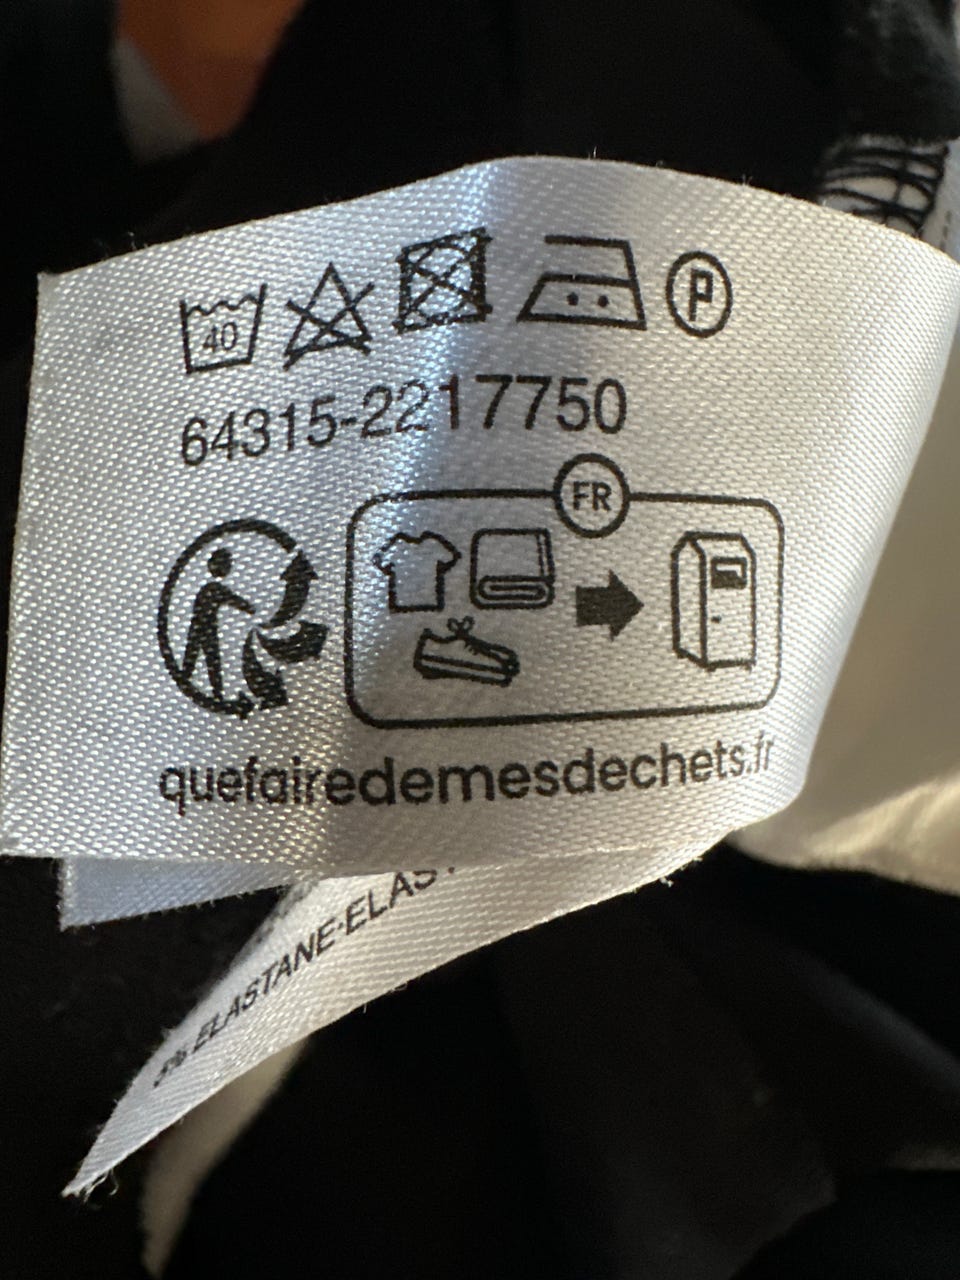 40
P
64315-2217750
FR
quefairedemesdechets.fr
ELASTANE-ELAS